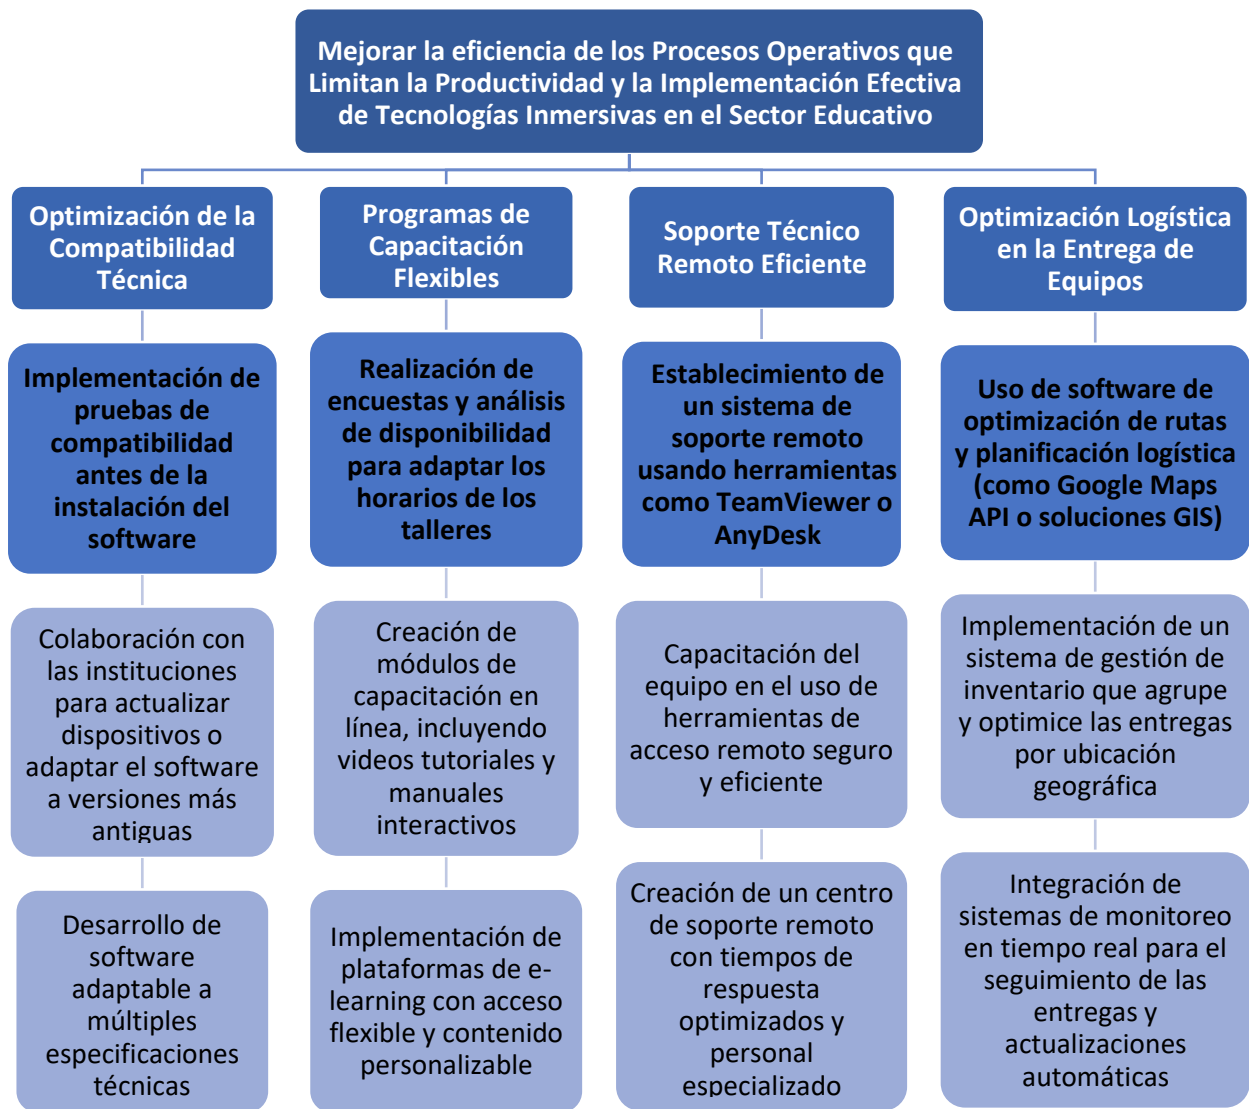 Mejorar la eficiencia de los Procesos Operativos que
Limitan la Productividad y la Implementación Efectiva
de Tecnologías Inmersivas en el Sector Educativo
Optimización de la
Compatibilidad
Técnica
Programas de
Capacitación
Flexibles
Soporte Técnico
Remoto Eficiente
Optimización Logística
en la Entrega de
Equipos
Implementación de
pruebas de
compatibilidad
antes de la
instalación del
software
Realización de
encuestas y análisis
de disponibilidad
para adaptar los
horarios de los
talleres
Establecimiento de
un sistema de
soporte remoto
usando herramientas
como TeamViewer o
AnyDesk
Uso de software de
optimización de rutas
y planificación logística
(como Google Maps
API o soluciones GIS)
Colaboración con
las instituciones
para actualizar
dispositivos o
adaptar el software
a versiones más
antiguas
Creación de
módulos de
capacitación en
línea, incluyendo
videos tutoriales y
manuales
interactivos
Capacitación del
equipo en el uso de
herramientas de
acceso remoto seguro
y eficiente
Implementación de un
sistema de gestión de
inventario que agrupe
y optimice las entregas
por ubicación
geográfica
Desarrollo de
software
adaptable a
múltiples
especificaciones
técnicas
Implementación de
plataformas de e-
learning con acceso
flexible y contenido
personalizable
Creación de un centro
de soporte remoto
con tiempos de
respuesta
optimizados y
personal
especializado
Integración de
sistemas de monitoreo
en tiempo real para el
seguimiento de las
entregas y
actualizaciones
automáticas